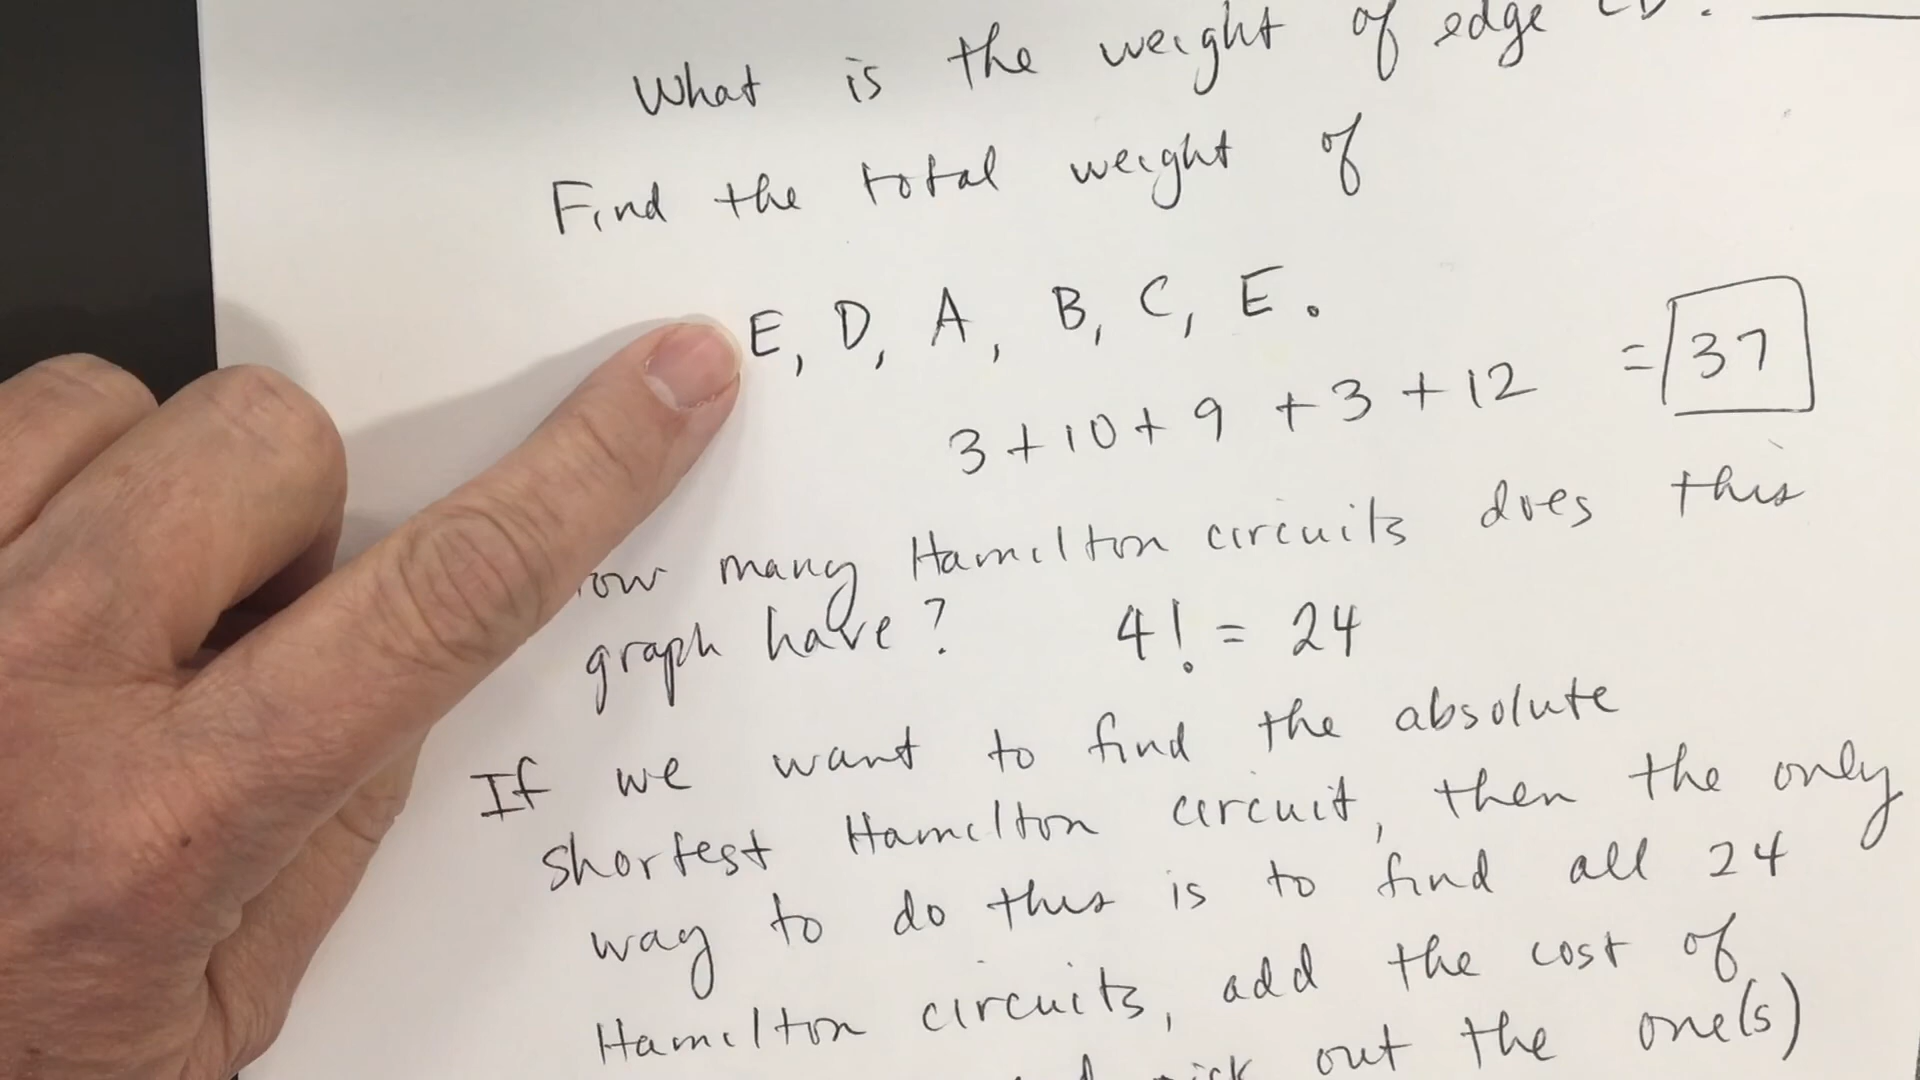 What is the weight of edge
Find the total weight of
E, D, A, B, C, E.
3 + 10 + 9 + 3 + 12 = 37
many Hamilton circuits does this
graph have? 4! = 24
If we want to find the absolute
shortest Hamilton circuit, then the only
way to do this is to find all 24
Hamilton circuits, add the cost of
out the one(s)